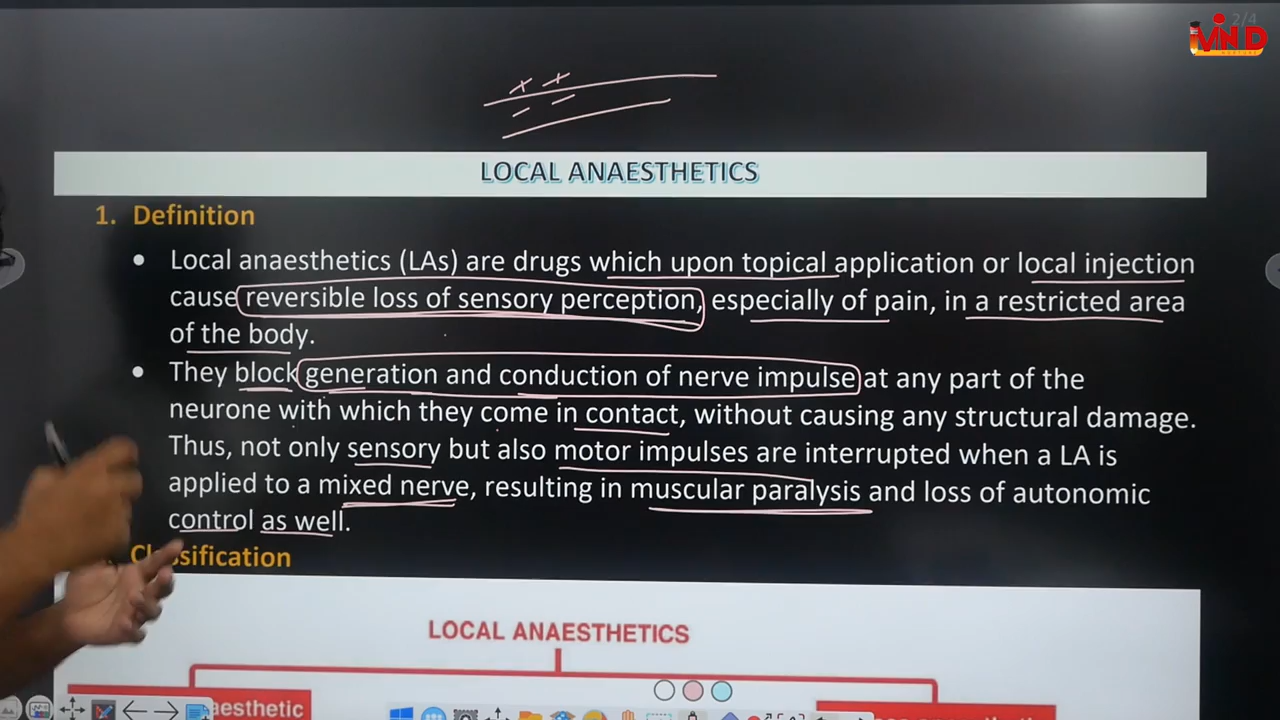 2/4
MIND
+ +
- -
LOCAL ANAESTHETICS
1. Definition
• Local anaesthetics (LAs) are drugs which upon topical application or local injection
cause reversible loss of sensory perception, especially of pain, in a restricted area
of the body.
• They block generation and conduction of nerve impulse at any part of the
neurone with which they come in contact, without causing any structural damage.
Thus, not only sensory but also motor impulses are interrupted when a LA is
applied to a mixed nerve, resulting in muscular paralysis and loss of autonomic
control as well.
Classification
LOCAL ANAESTHETICS